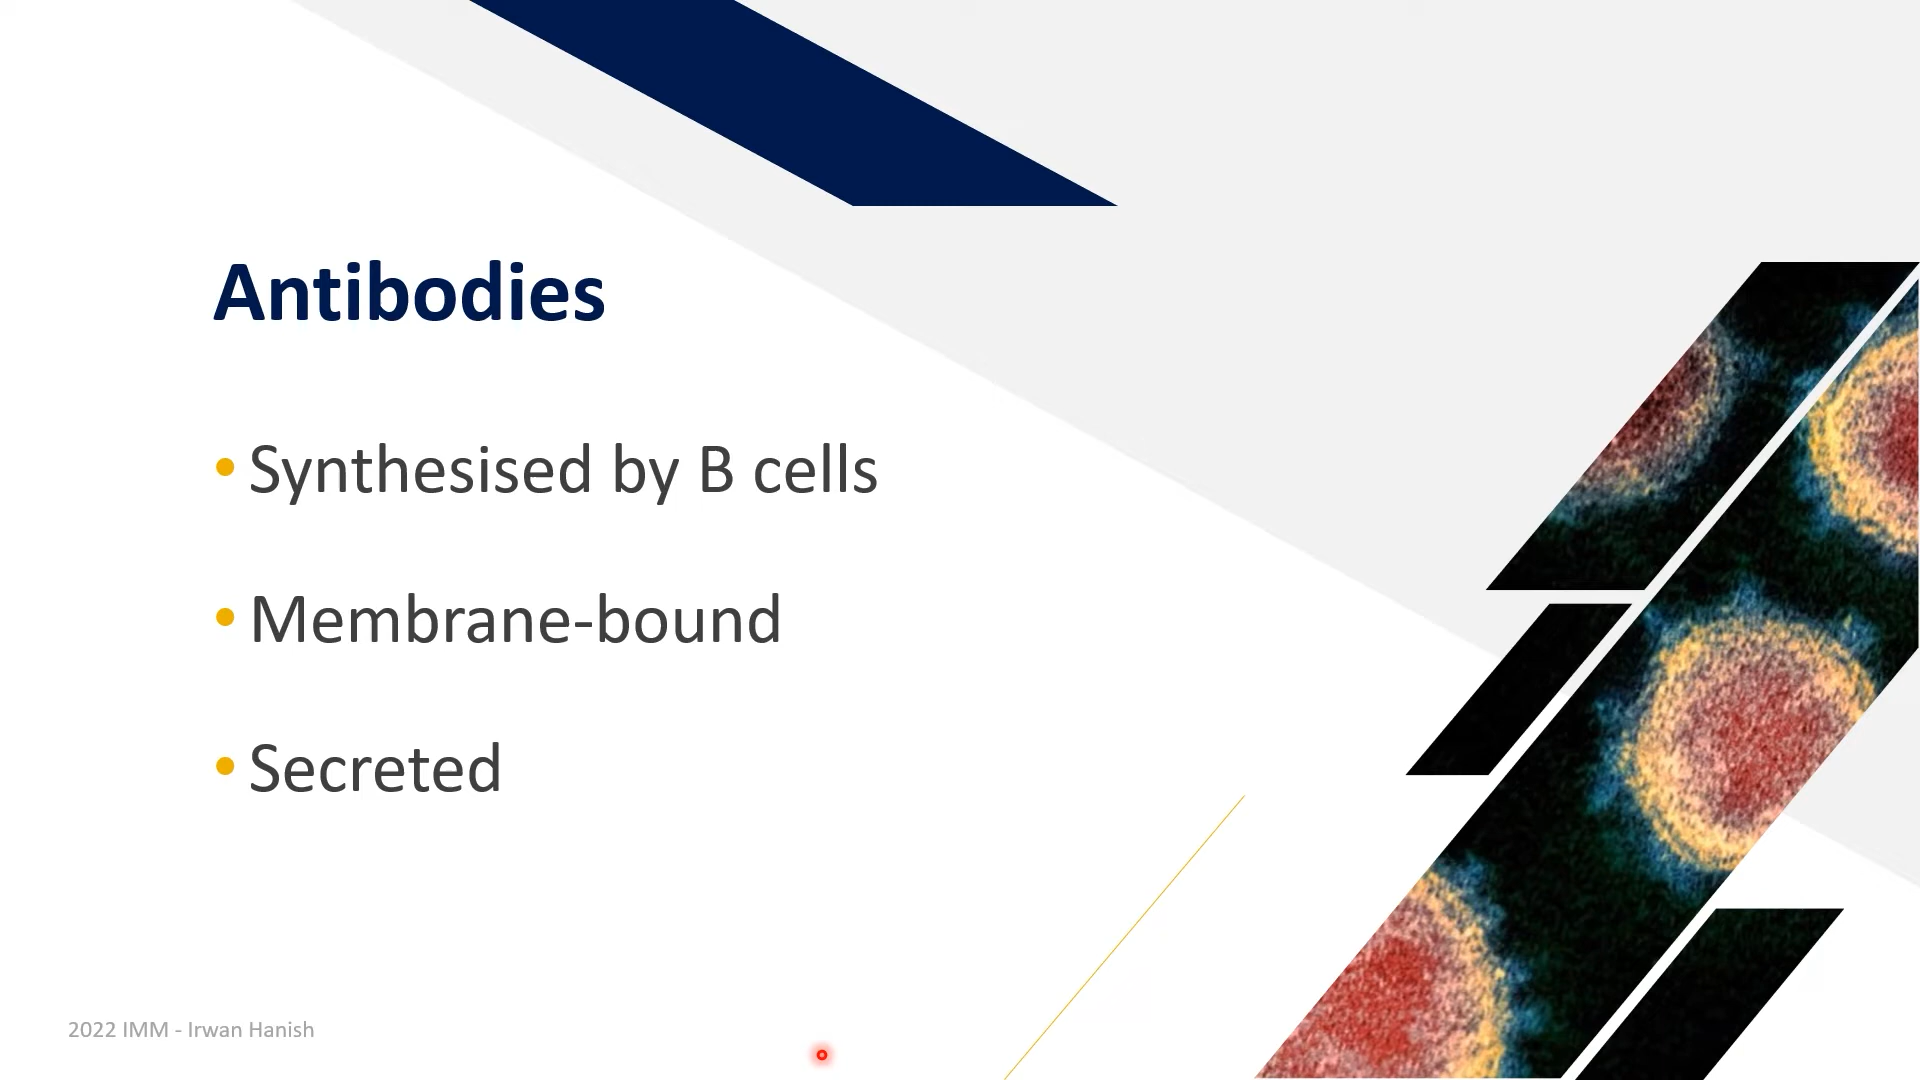 Antibodies
• Synthesised by B cells
• Membrane-bound
• Secreted
2022 IMM - Irwan Hanish